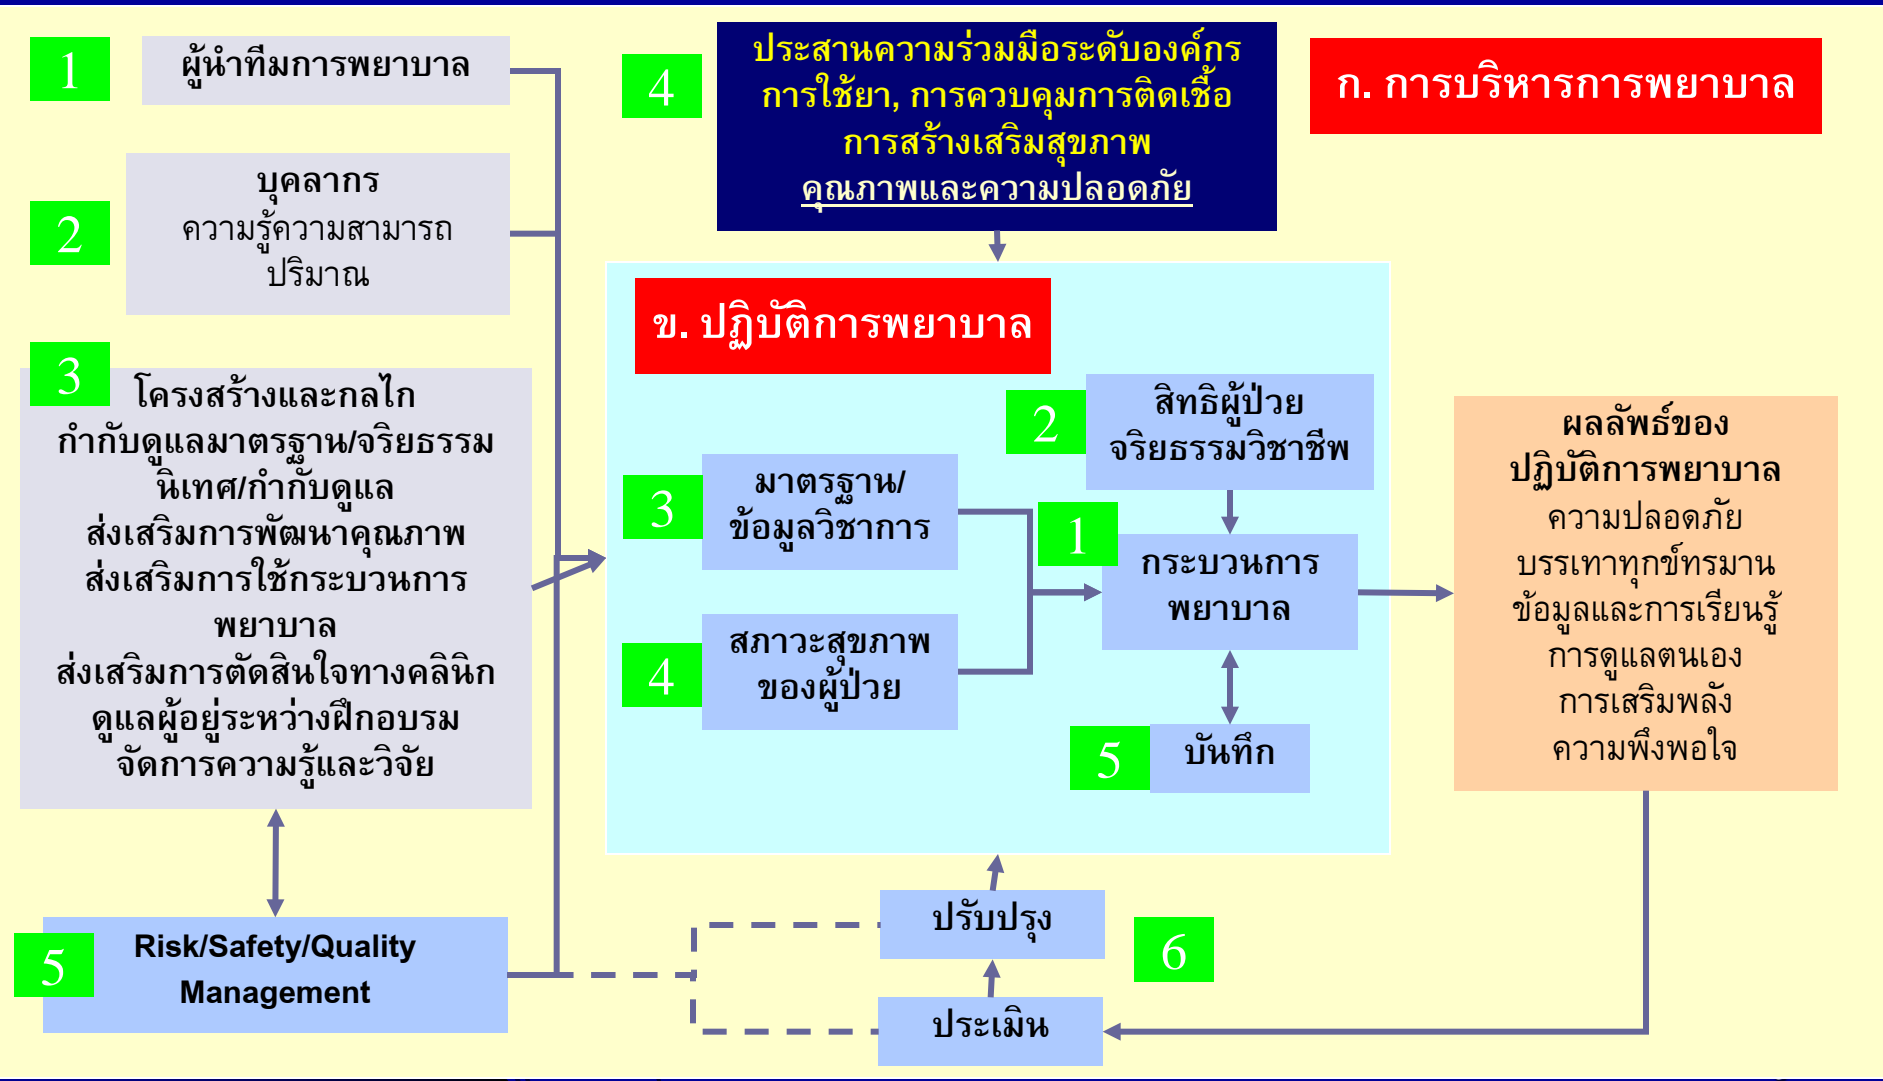 1
ผู้นำทีมการพยาบาล
2
บุคลากร
ความรู้ความสามารถ
ปริมาณ
3
โครงสร้างและกลไก
กำกับดูแลมาตรฐาน/จริยธรรม
นิเทศ/กำกับดูแล
ส่งเสริมการพัฒนาคุณภาพ
ส่งเสริมการใช้กระบวนการ
พยาบาล
ส่งเสริมการตัดสินใจทางคลินิก
ดูแลผู้อยู่ระหว่างฝึกอบรม
จัดการความรู้และวิจัย
5
Risk/Safety/Quality
Management
4
ประสานความร่วมมือระดับองค์กร
การใช้ยา, การควบคุมการติดเชื้อ
การสร้างเสริมสุขภาพ
คุณภาพและความปลอดภัย
ก. การบริหารการพยาบาล
ข. ปฏิบัติการพยาบาล
2
สิทธิผู้ป่วย
จริยธรรมวิชาชีพ
3
มาตรฐาน/
ข้อมูลวิชาการ
1
กระบวนการ
พยาบาล
4
สภาวะสุขภาพ
ของผู้ป่วย
5
บันทึก
ผลลัพธ์ของ
ปฏิบัติการพยาบาล
ความปลอดภัย
บรรเทาทุกข์ทรมาน
ข้อมูลและการเรียนรู้
การดูแลตนเอง
การเสริมพลัง
ความพึงพอใจ
ปรับปรุง
6
ประเมิน